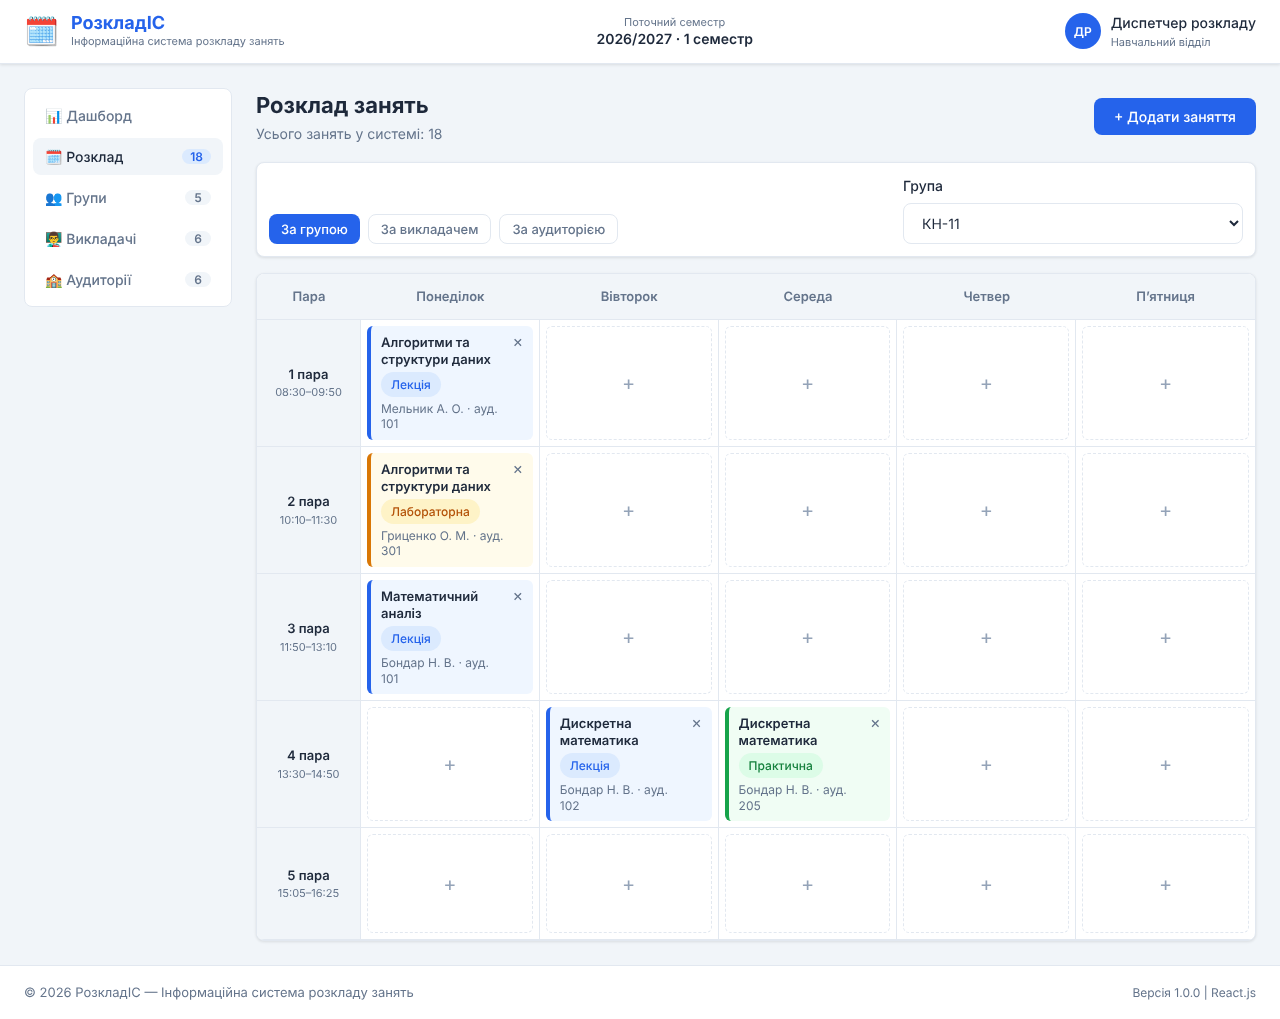 РозкладІС
Інформаційна система розкладу занять
Поточний семестр
2026/2027 · 1 семестр
ДР
Диспетчер розкладу
Навчальний відділ
Дашборд
Розклад 18
Групи 5
Викладачі 6
Аудиторії 6
Розклад занять
Усього занять у системі: 18
+ Додати заняття
За групою
За викладачем
За аудиторією
Група
КН-11
Пара Понеділок Вівторок Середа Четвер П’ятниця
1 пара
08:30–09:50
Алгоритми та
структури даних
×
Лекція
Мельник А. О. · ауд.
101
+ + + +
2 пара
10:10–11:30
Алгоритми та
структури даних
×
Лабораторна
Гриценко О. М. · ауд.
301
+ + + +
3 пара
11:50–13:10
Математичний
аналіз
×
Лекція
Бондар Н. В. · ауд.
101
+ + + +
4 пара
13:30–14:50
+
Дискретна
математика
×
Лекція
Бондар Н. В. · ауд.
102
Дискретна
математика
×
Практична
Бондар Н. В. · ауд.
205
+ +
5 пара
15:05–16:25
+ + + + +
© 2026 РозкладІС — Інформаційна система розкладу занять
Версія 1.0.0 | React.js